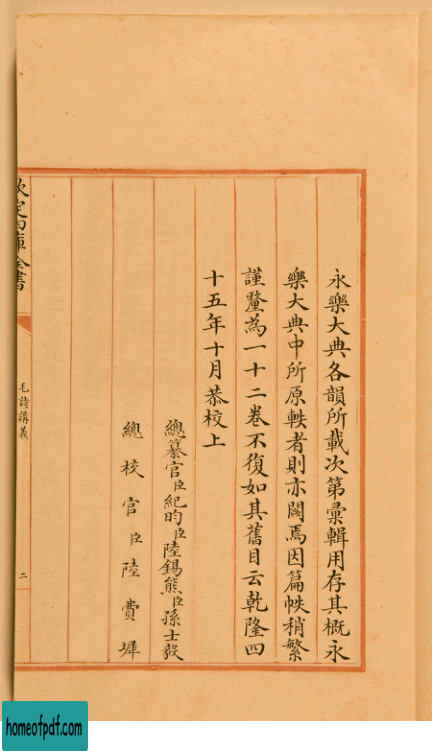 永樂大典各韻所載次第彙輯用存其概永
樂大典中所原軼者則亦闕焉因篇帙稍繁
謹釐為一十二卷不復如其舊目云乾隆四
十五年十月恭校上
總纂官臣紀昀臣陸錫熊臣孫士毅
總校官臣陸費墀
欽定四庫全書
毛詩講義
二
homeofpdf.com